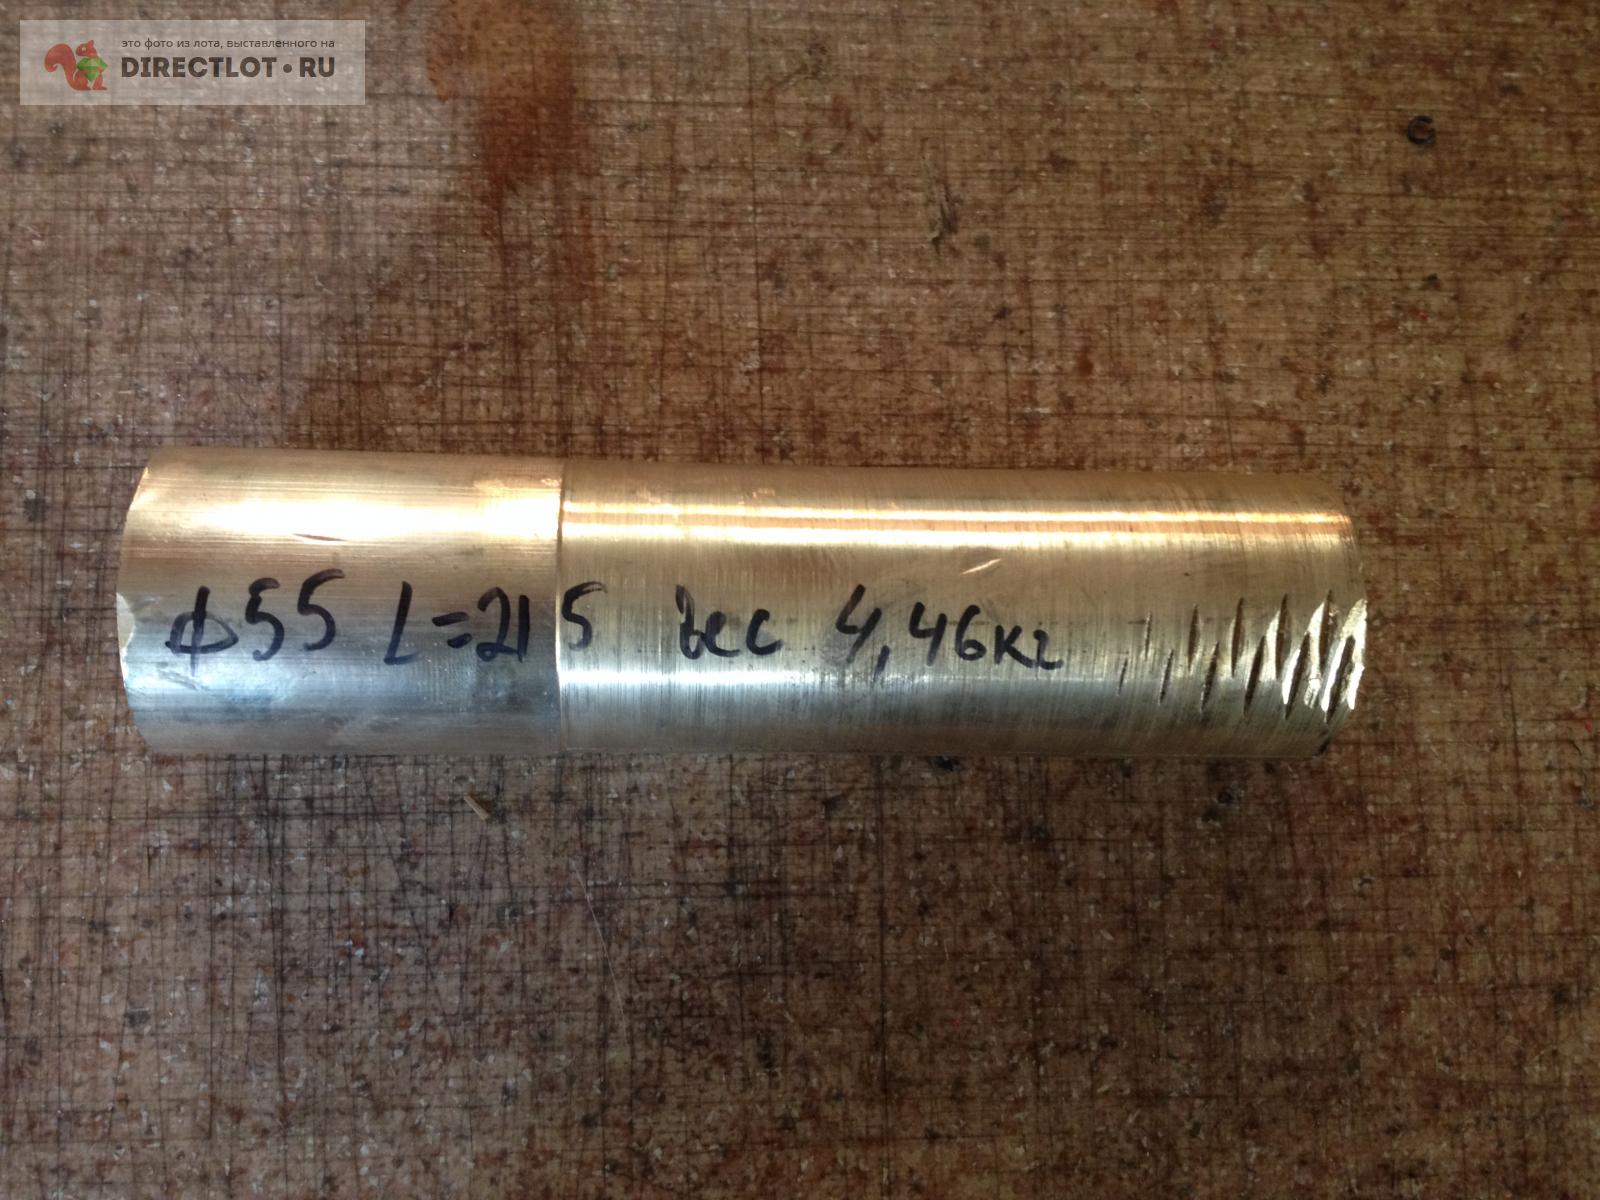 это фото из лота, выставленного на
DIRECTLOT•RU
ф55 L=215 вес 4,46кг